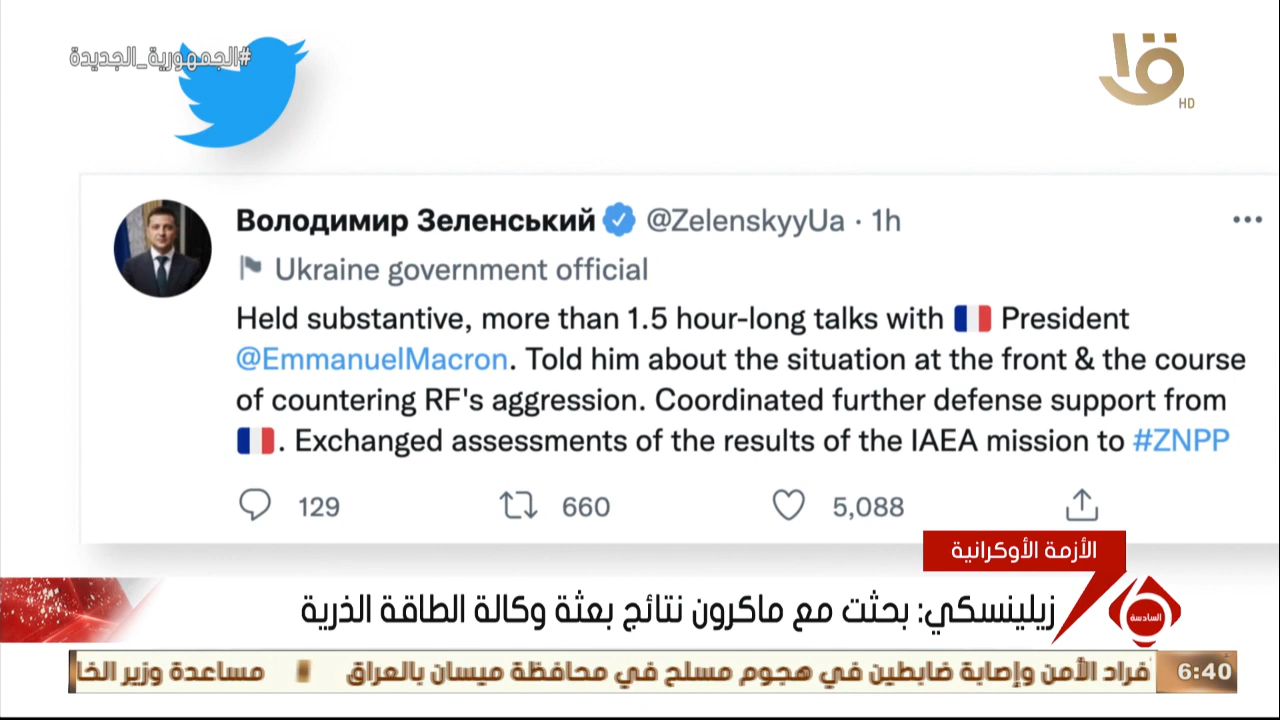 #الجمهورية_الجديدة
HD
Володимир Зеленський @ZelenskyyUa · 1h
Ukraine government official
Held substantive, more than 1.5 hour-long talks with 🇫🇷 President
@EmmanuelMacron. Told him about the situation at the front & the course
of countering RF's aggression. Coordinated further defense support from
🇫🇷. Exchanged assessments of the results of the IAEA mission to #ZNPP
129 660 5,088
الأزمة الأوكرانية
السادسة
زيلينسكي: بحثت مع ماكرون نتائج بعثة وكالة الطاقة الذرية
فراد الأمن وإصابة ضابطين في هجوم مسلح في محافظة ميسان بالعراق مساعدة وزير الخا
6:40